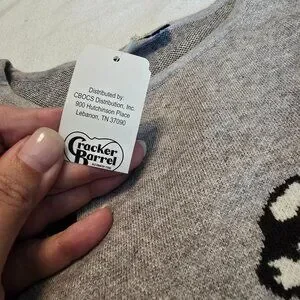 Distributed by:
CBOCS Distribution, Inc.
900 Hutchinson Place
Lebanon, TN 37090
Cracker
Barrel